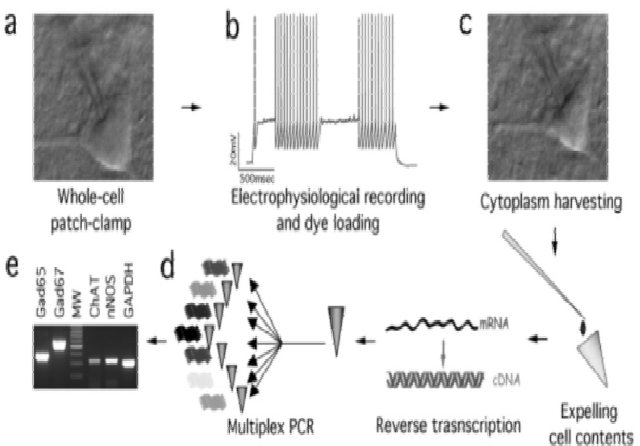 a
b
c
20mV
500msec
Whole-cell
patch-clamp
Electrophysiological recording
and dye loading
Cytoplasm harvesting
e
Gad65
Gad67
MW
ChAT
nNOS
GAPDH
d
Multiplex PCR
mRNA
cDNA
Reverse trasnscription
Expelling
cell contents